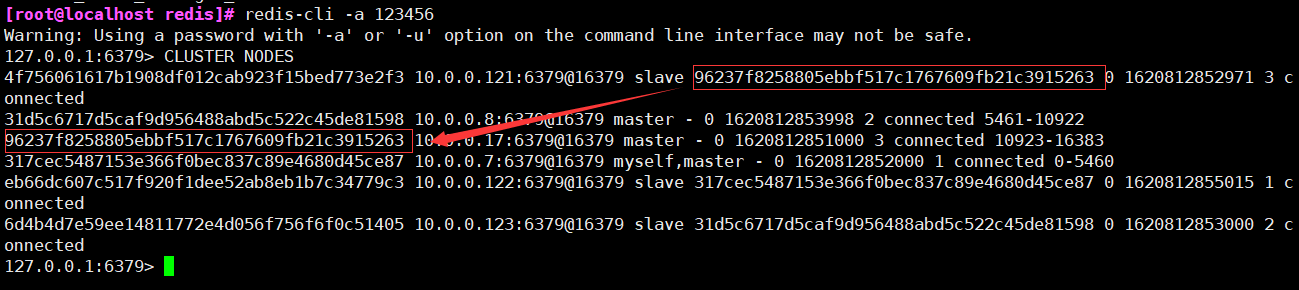 [root@localhost redis]# redis-cli -a 123456
Warning: Using a password with '-a' or '-u' option on the command line interface may not be safe.
127.0.0.1:6379> CLUSTER NODES
4f756061617b1908df012cab923f15bed773e2f3 10.0.0.121:6379@16379 slave 96237f8258805ebbf517c1767609fb21c3915263 0 1620812852971 3 c
onnected
31d5c6717d5caf9d956488abd5c522c45de81598 10.0.0.8:6379@16379 master - 0 1620812853998 2 connected 5461-10922
96237f8258805ebbf517c1767609fb21c3915263 10.0.0.17:6379@16379 master - 0 1620812851000 3 connected 10923-16383
317cec5487153e366f0bec837c89e4680d45ce87 10.0.0.7:6379@16379 myself,master - 0 1620812852000 1 connected 0-5460
eb66dc607c517f920f1dee52ab8eb1b7c34779c3 10.0.0.122:6379@16379 slave 317cec5487153e366f0bec837c89e4680d45ce87 0 1620812855015 1 c
onnected
6d4b4d7e59ee14811772e4d056f756f6f0c51405 10.0.0.123:6379@16379 slave 31d5c6717d5caf9d956488abd5c522c45de81598 0 1620812853000 2 c
onnected
127.0.0.1:6379>